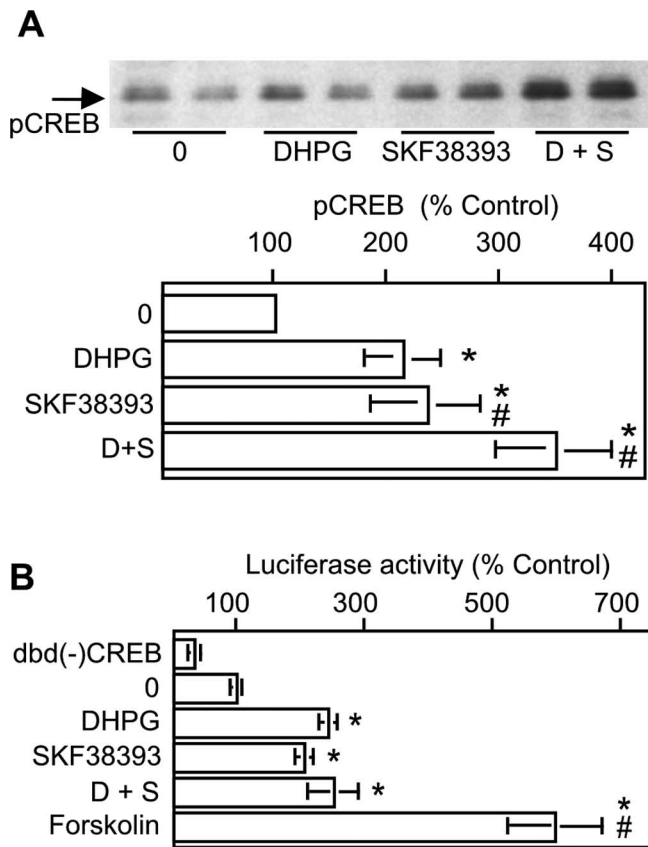 A
pCREB
0 DHPG SKF38393 D + S
pCREB (% Control)
100 200 300 400
0
DHPG *
SKF38393 *
#
D+S *
#
B
Luciferase activity (% Control)
100 300 500 700
dbd(-)CREB
0
DHPG *
SKF38393 *
D + S *
Forskolin *
#